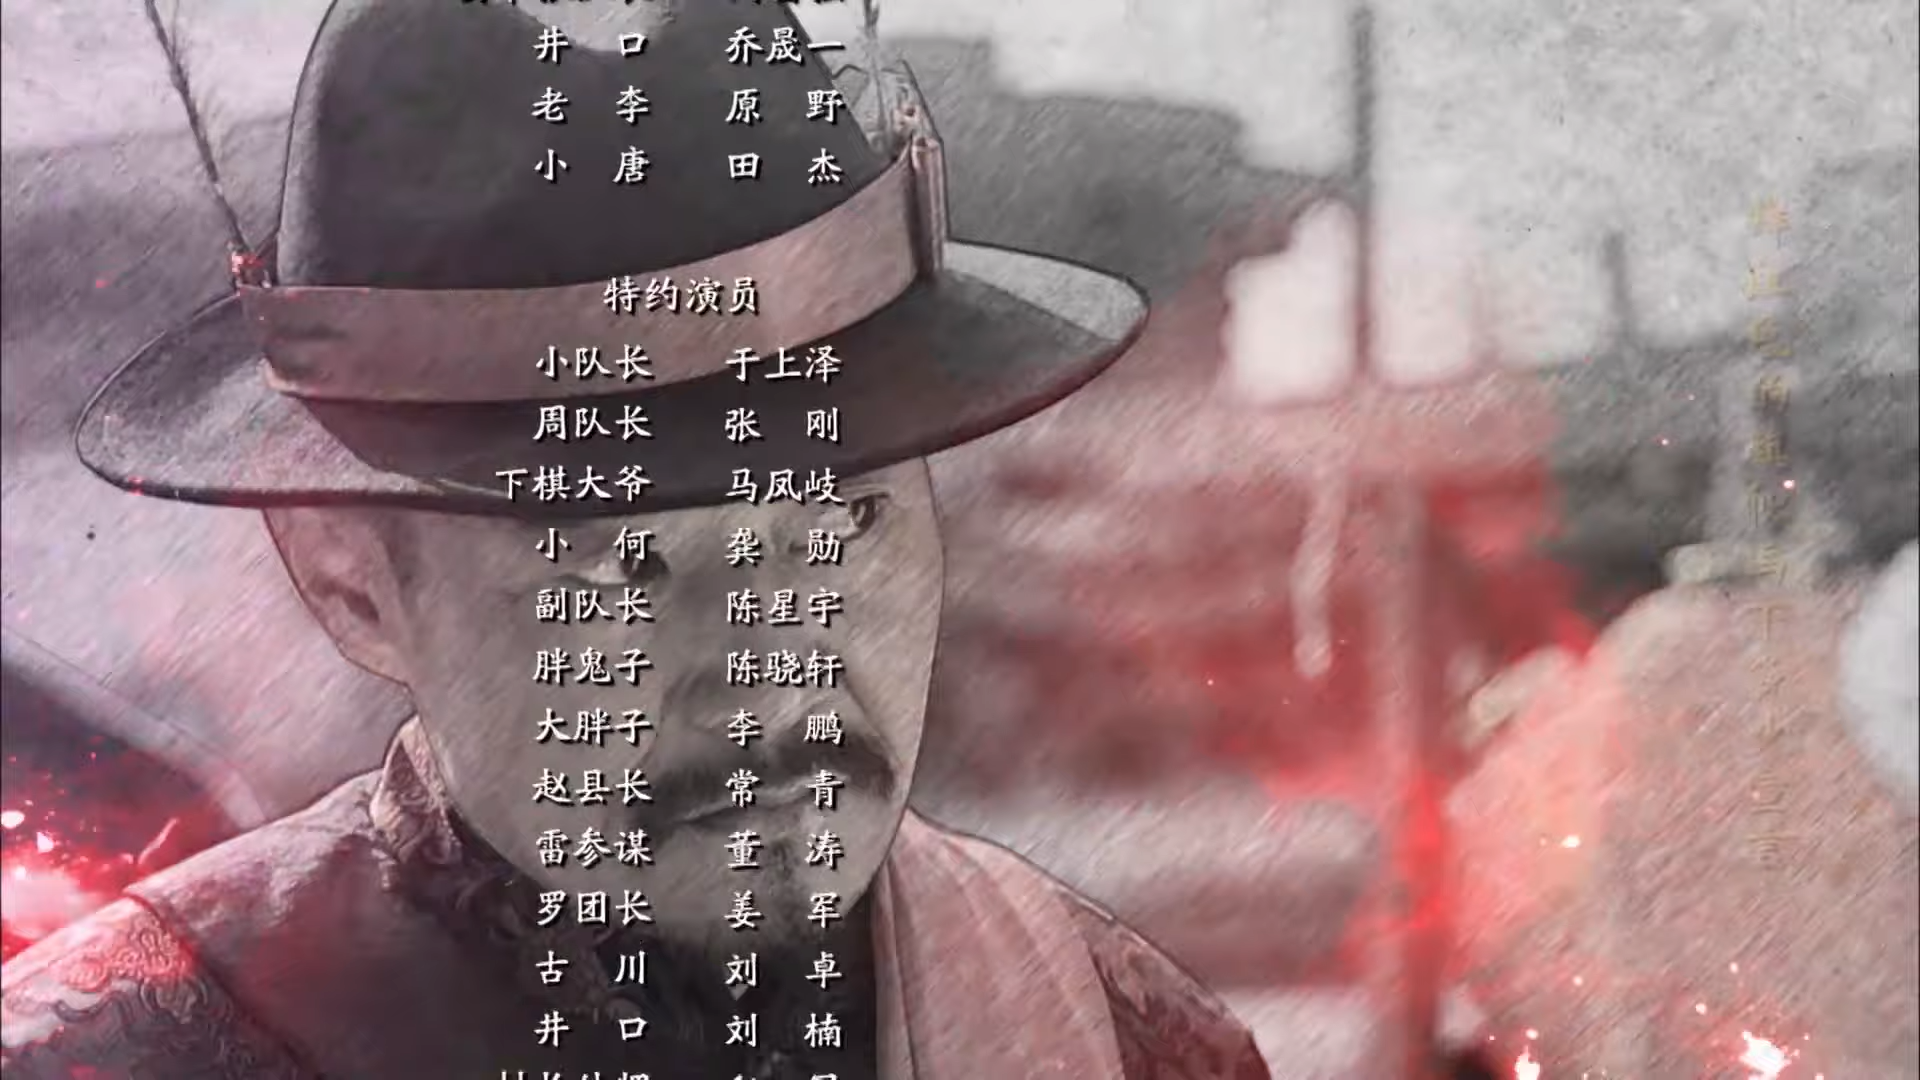 井口 乔晟一
老李 原野
小唐 田杰
特约演员
小队长 于上泽
周队长 张刚
下棋大爷 马凤岐
小何 龚勋
副队长 陈星宇
胖鬼子 陈骁轩
大胖子 李鹏
赵县长 常青
雷参谋 董涛
罗团长 姜军
古川 刘卓
井口 刘楠